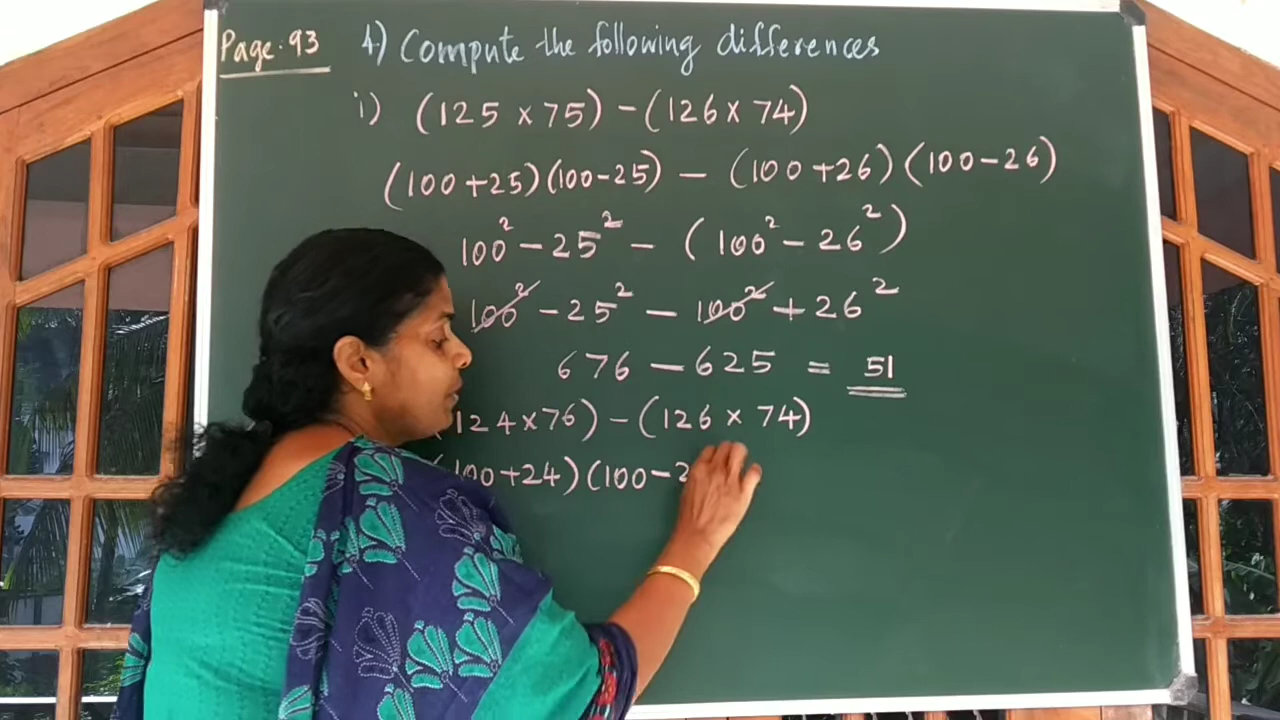 Page: 93 4) Compute the following differences
i) (125 × 75) – (126 × 74)
(100 + 25) (100 - 25) – (100 + 26) (100 - 26)
100² – 25² – (100² – 26²)
100² – 25² – 100² + 26²
676 – 625 = 51
(124 × 76) – (126 × 74)
(100 + 24) (100 –